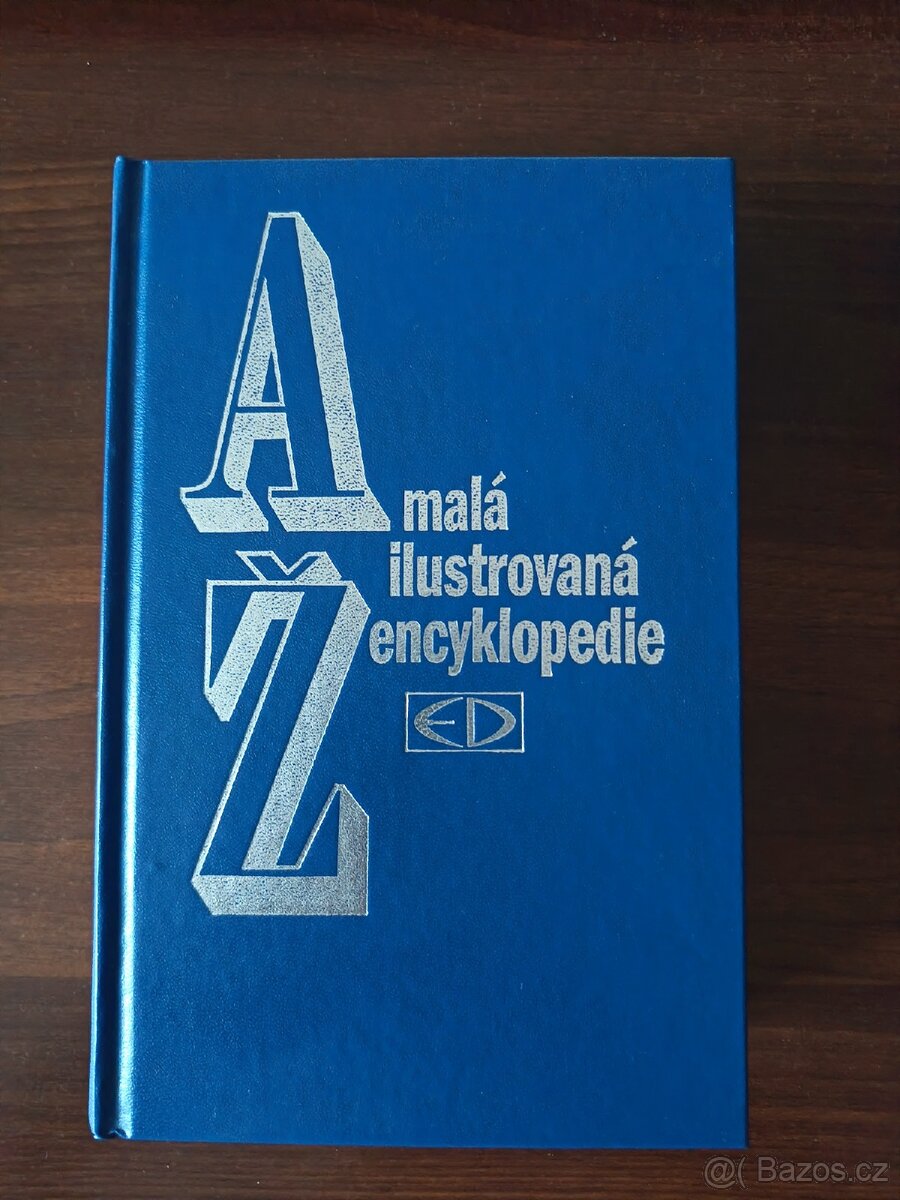 A
malá
ilustrovaná
Ž
encyklopedie
ED
@( Bazos.cz